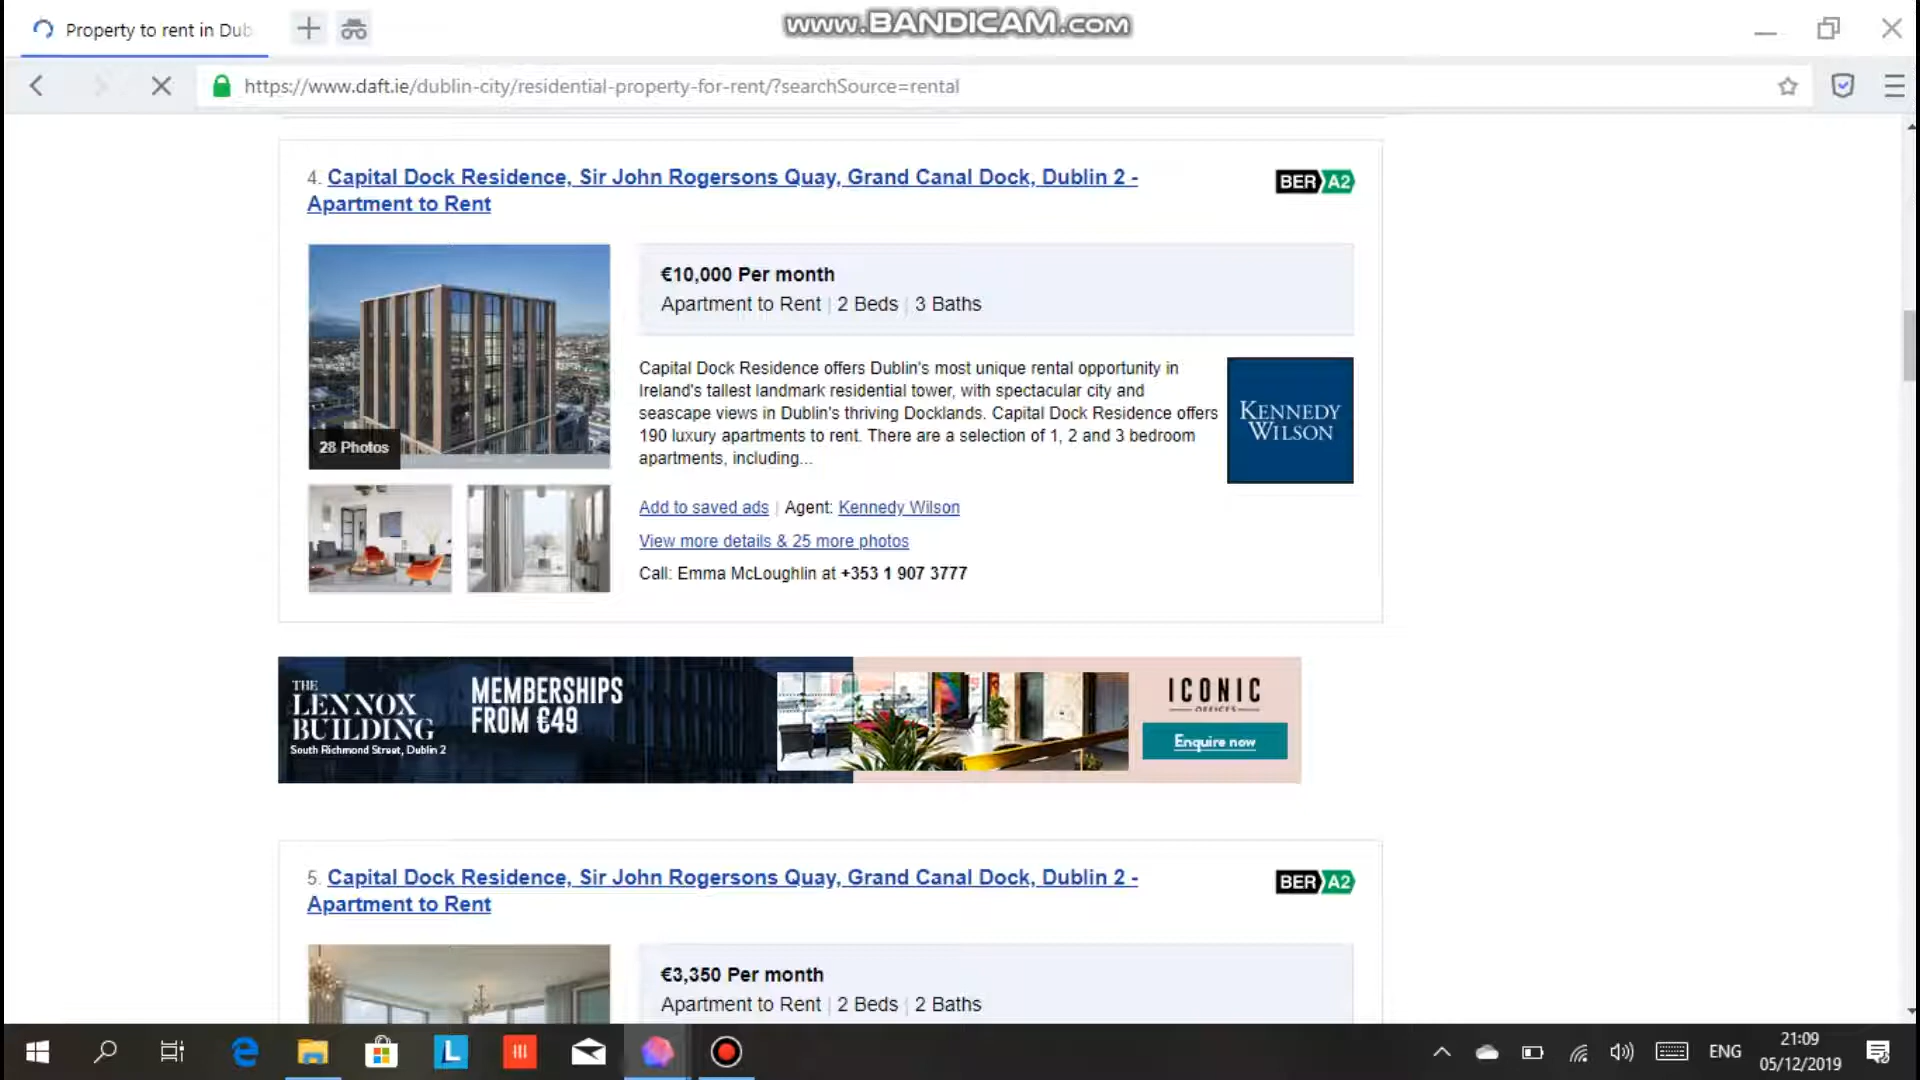 www.BANDICAM.com
Property to rent in Dub
https://www.daft.ie/dublin-city/residential-property-for-rent/?searchSource=rental
4. Capital Dock Residence, Sir John Rogersons Quay, Grand Canal Dock, Dublin 2 -
Apartment to Rent
BER A2
€10,000 Per month
Apartment to Rent | 2 Beds | 3 Baths
28 Photos
Capital Dock Residence offers Dublin's most unique rental opportunity in
Ireland's tallest landmark residential tower, with spectacular city and
seascape views in Dublin's thriving Docklands. Capital Dock Residence offers
190 luxury apartments to rent. There are a selection of 1, 2 and 3 bedroom
apartments, including...
KENNEDY
WILSON
Add to saved ads | Agent: Kennedy Wilson
View more details & 25 more photos
Call: Emma McLoughlin at +353 1 907 3777
THE
LENNOX
BUILDING
South Richmond Street, Dublin 2
MEMBERSHIPS
FROM €49
ICONIC
OFFICES
Enquire now
5. Capital Dock Residence, Sir John Rogersons Quay, Grand Canal Dock, Dublin 2 -
Apartment to Rent
BER A2
€3,350 Per month
Apartment to Rent | 2 Beds | 2 Baths
L
ENG
21:09
05/12/2019